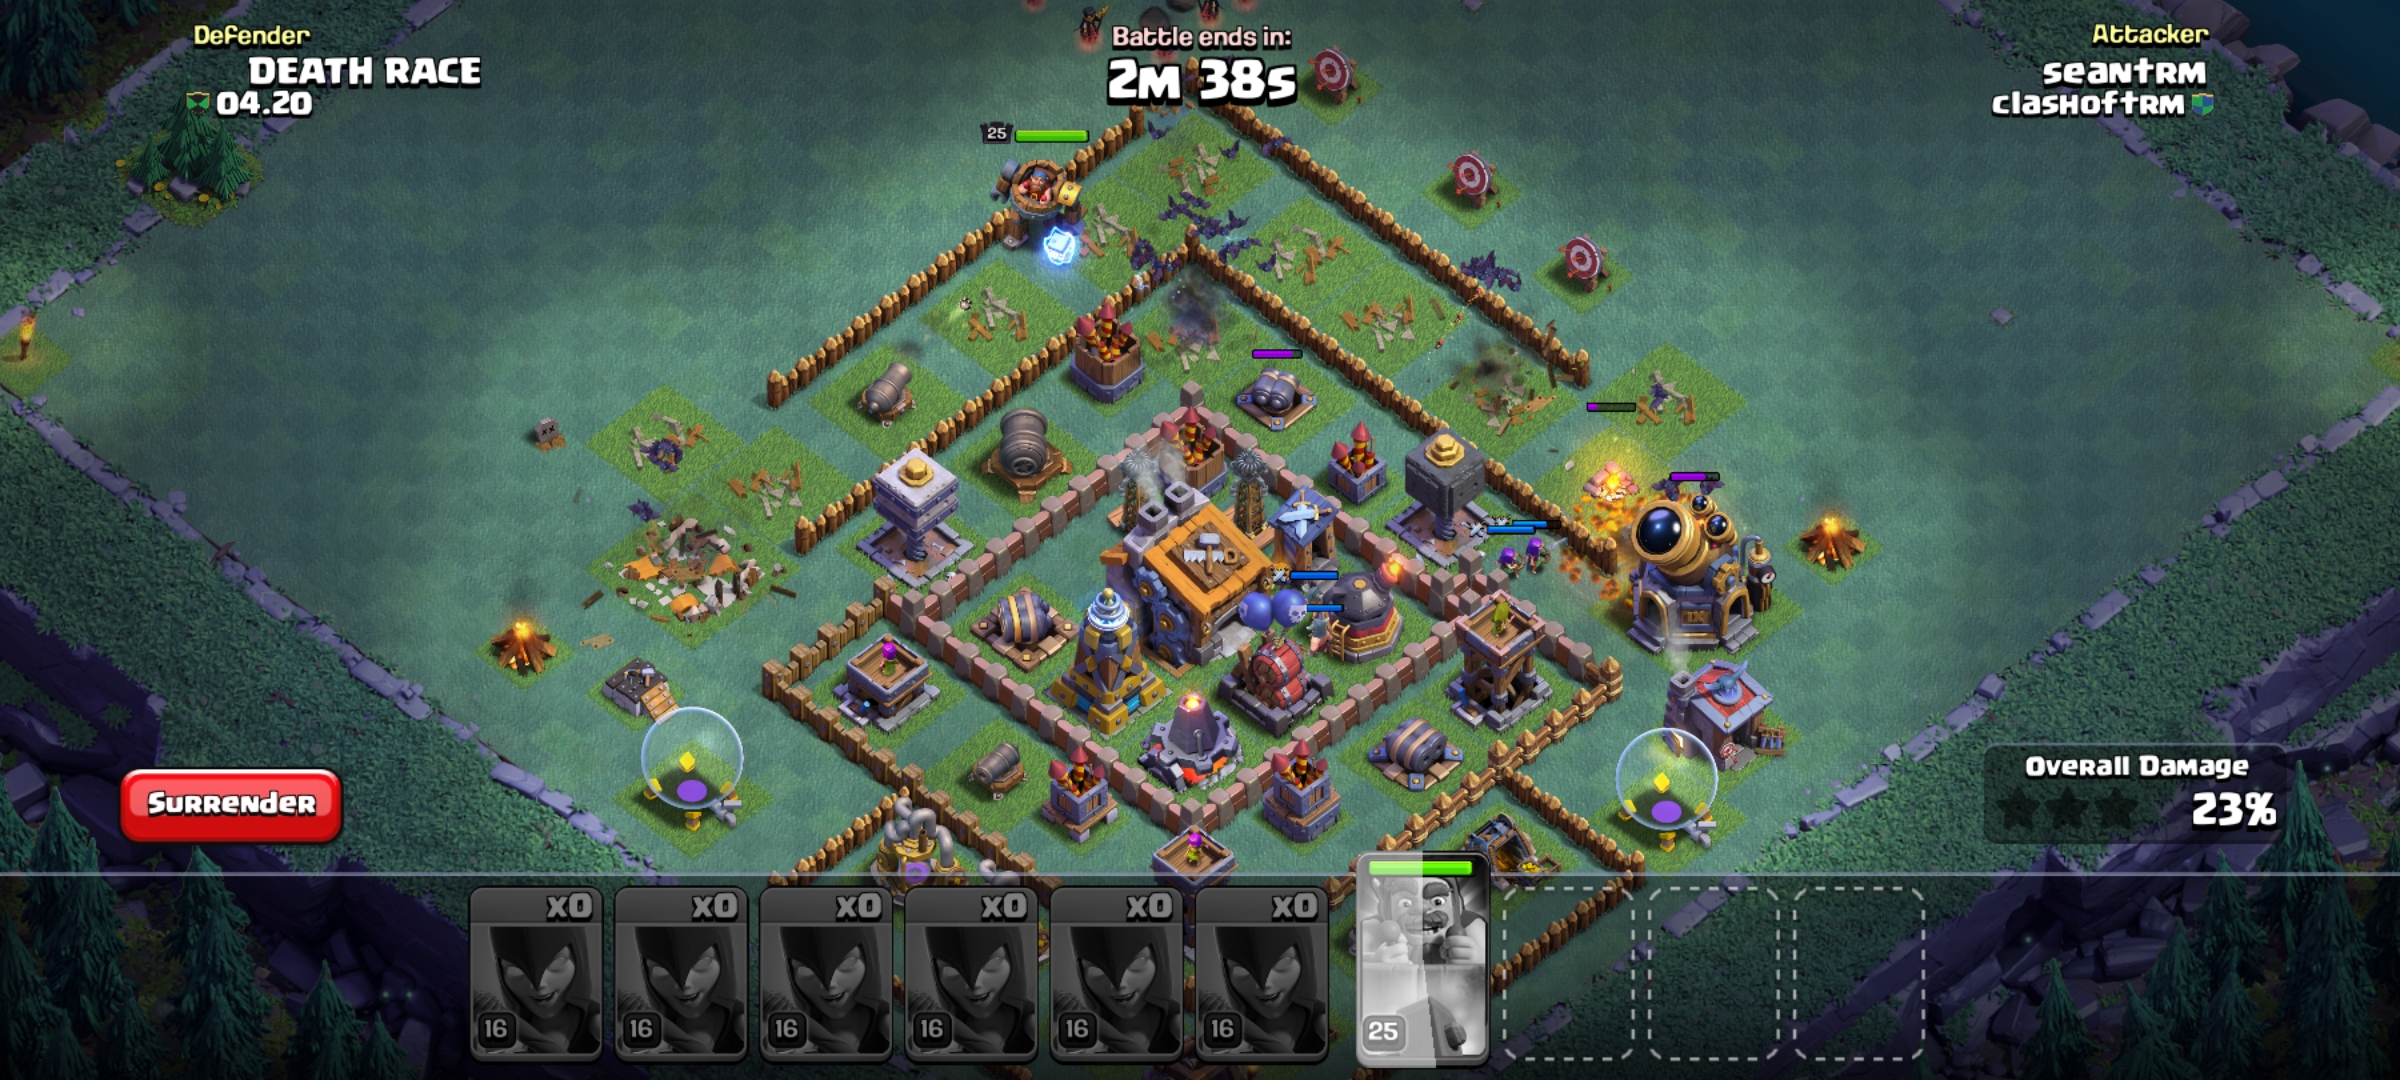 Defender
DEATH RACE
04.20
Battle ends in:
2M 38s
Attacker
seantRM
clashoftRM
25
Surrender
Overall Damage
23%
x0
x0
x0
x0
x0
x0
16
16
16
16
16
16
25